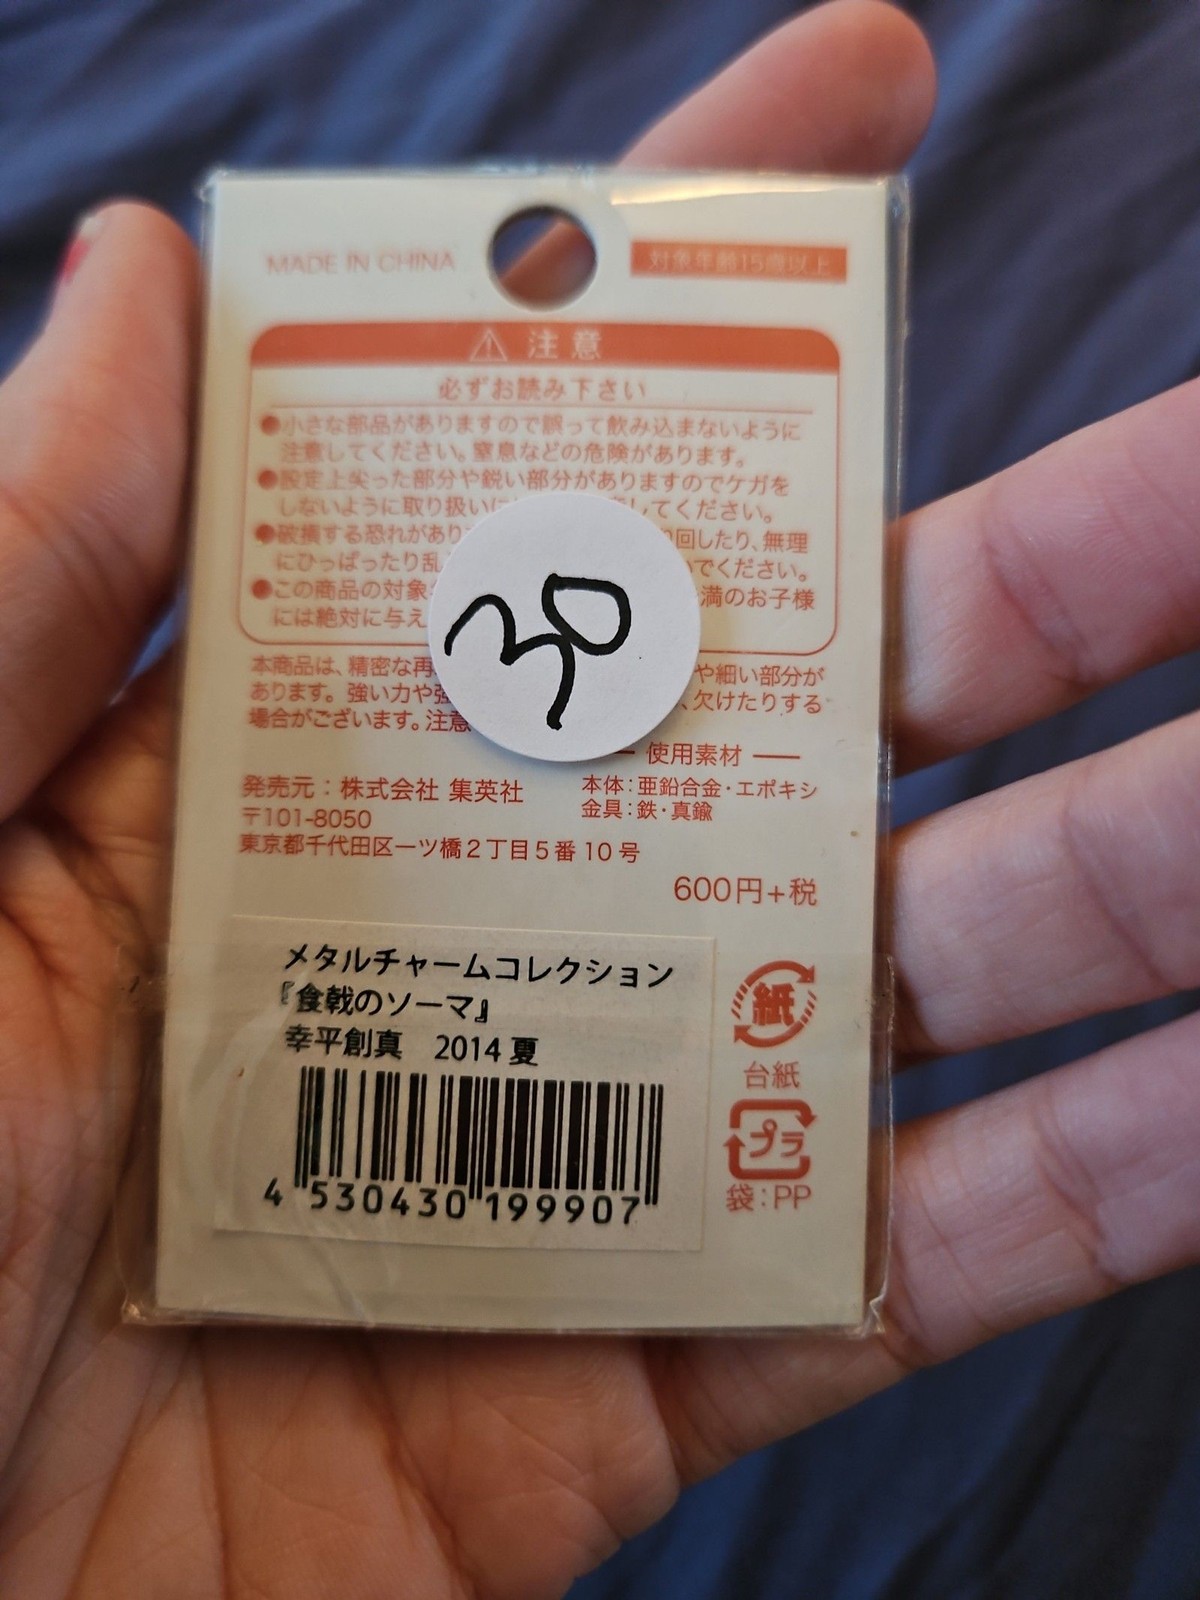 MADE IN CHINA
対象年齢15歳以上
⚠ 注意
必ずお読み下さい
●小さな部品がありますので誤って飲み込まないように
注意してください。窒息などの危険があります。
●設定上尖った部分や鋭い部分がありますのでケガを
しないように取り扱いに してください。
●破損する恐れがあり 回したり、無理
にひっぱったり乱 でください。
●この商品の対象 満のお子様
には絶対に与え
30
本商品は、精密な再 や細い部分が
あります。強い力や 、欠けたりする
場合がございます。注意
使用素材
発売元：株式会社 集英社
〒101-8050
東京都千代田区一ツ橋2丁目5番10号
本体：亜鉛合金・エポキシ
金具：鉄・真鍮
600円+税
メタルチャームコレクション
『食戟のソーマ』
幸平創真 2014夏
4 530430 199907
紙
台紙
プラ
袋：PP